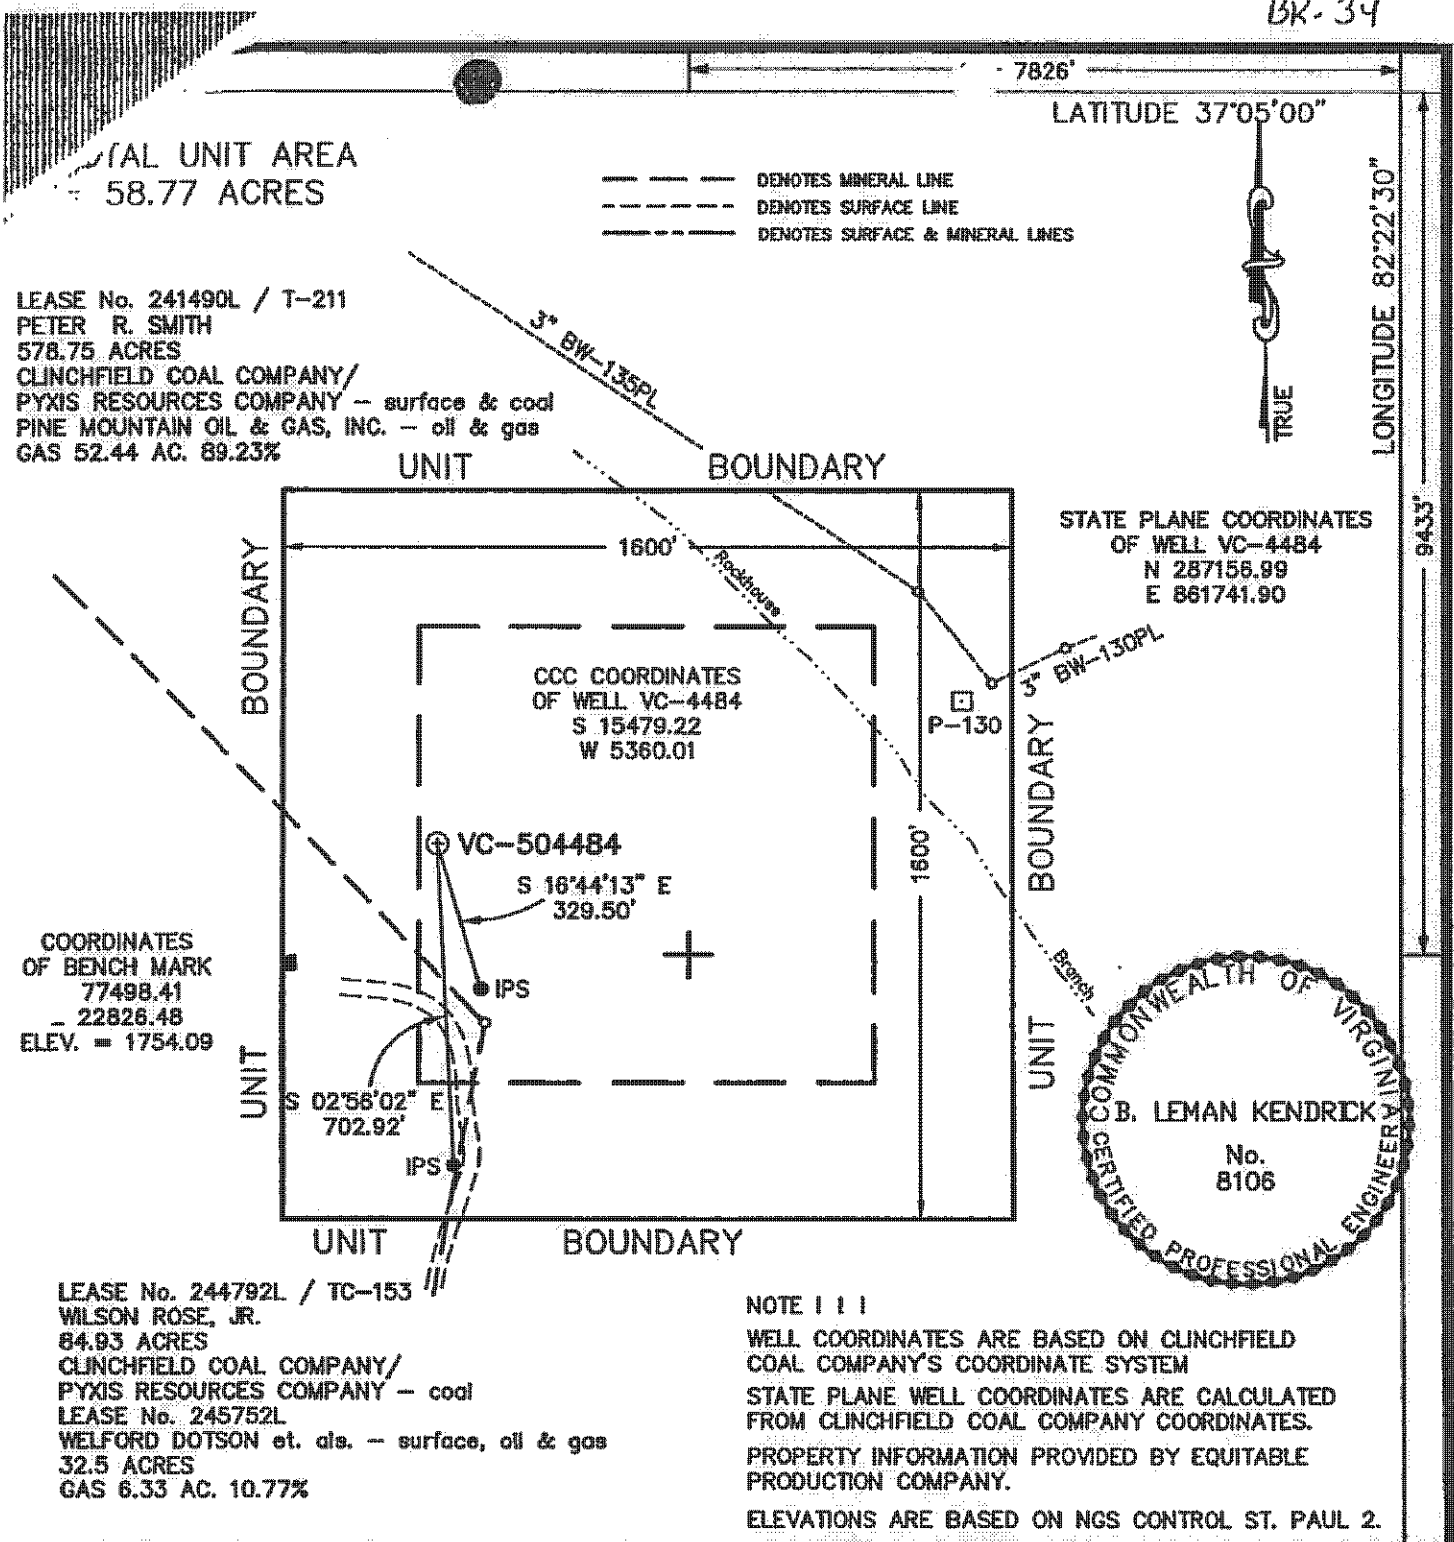 BR-34
7826'
LATITUDE 37°05'00"
TAL UNIT AREA
= 58.77 ACRES
DENOTES MINERAL LINE
DENOTES SURFACE LINE
DENOTES SURFACE & MINERAL LINES
LONGITUDE 82°22'30"
TRUE
LEASE No. 241490L / T-211
PETER R. SMITH
578.75 ACRES
CLINCHFIELD COAL COMPANY/
PYXIS RESOURCES COMPANY - surface & coal
PINE MOUNTAIN OIL & GAS, INC. - oil & gas
GAS 52.44 AC. 89.23%
3" BW-135PL
UNIT BOUNDARY
1600'
Rockhouse
STATE PLANE COORDINATES
OF WELL VC-4484
N 287156.99
E 861741.90
9433'
BOUNDARY
CCC COORDINATES
OF WELL VC-4484
S 15479.22
W 5360.01
3" BW-130PL
P-130
BOUNDARY
VC-504484
S 16°44'13" E
329.50'
1600'
COORDINATES
OF BENCH MARK
77498.41
- 22826.48
ELEV. = 1754.09
IPS
Branch
UNIT
UNIT
S 02°56'02" E
702.92'
IPS
COMMONWEALTH OF VIRGINIA
B. LEMAN KENDRICK
No.
8106
CERTIFIED PROFESSIONAL ENGINEER
UNIT BOUNDARY
LEASE No. 244792L / TC-153
WILSON ROSE, JR.
84.93 ACRES
CLINCHFIELD COAL COMPANY/
PYXIS RESOURCES COMPANY - coal
LEASE No. 245752L
WELFORD DOTSON et. als. - surface, oil & gas
32.5 ACRES
GAS 6.33 AC. 10.77%
NOTE ! ! !
WELL COORDINATES ARE BASED ON CLINCHFIELD
COAL COMPANY'S COORDINATE SYSTEM
STATE PLANE WELL COORDINATES ARE CALCULATED
FROM CLINCHFIELD COAL COMPANY COORDINATES.
PROPERTY INFORMATION PROVIDED BY EQUITABLE
PRODUCTION COMPANY.
ELEVATIONS ARE BASED ON NGS CONTROL ST. PAUL 2.